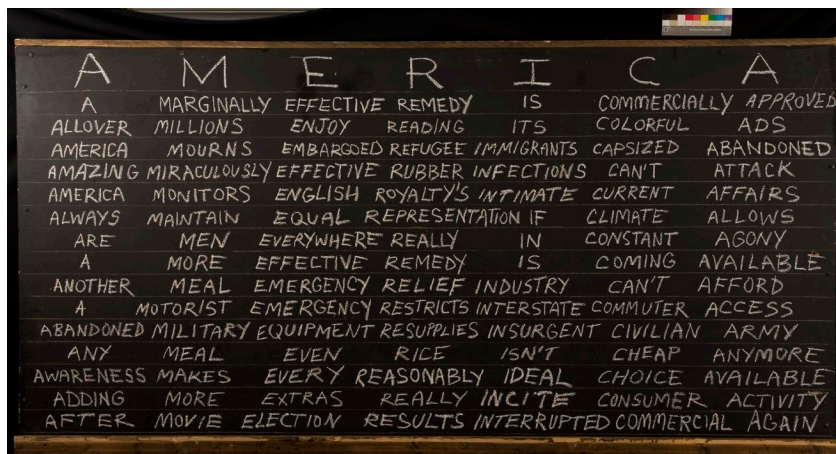 A M E R I C A
A MARGINALLY EFFECTIVE REMEDY IS COMMERCIALLY APPROVED
ALLOVER MILLIONS ENJOY READING ITS COLORFUL ADS
AMERICA MOURNS EMBARGOED REFUGEE IMMIGRANTS CAPSIZED ABANDONED
AMAZING MIRACULOUSLY EFFECTIVE RUBBER INFECTIONS CAN'T ATTACK
AMERICA MONITORS ENGLISH ROYALTY'S INTIMATE CURRENT AFFAIRS
ALWAYS MAINTAIN EQUAL REPRESENTATION IF CLIMATE ALLOWS
ARE MEN EVERYWHERE REALLY IN CONSTANT AGONY
A MORE EFFECTIVE REMEDY IS COMING AVAILABLE
ANOTHER MEAL EMERGENCY RELIEF INDUSTRY CAN'T AFFORD
A MOTORIST EMERGENCY RESTRICTS INTERSTATE COMMUTER ACCESS
ABANDONED MILITARY EQUIPMENT RESUPPLIES INSURGENT CIVILIAN ARMY
ANY MEAL EVEN RICE ISN'T CHEAP ANYMORE
AWARENESS MAKES EVERY REASONABLY IDEAL CHOICE AVAILABLE
ADDING MORE EXTRAS REALLY INCITE CONSUMER ACTIVITY
AFTER MOVIE ELECTION RESULTS INTERRUPTED COMMERCIAL AGAIN